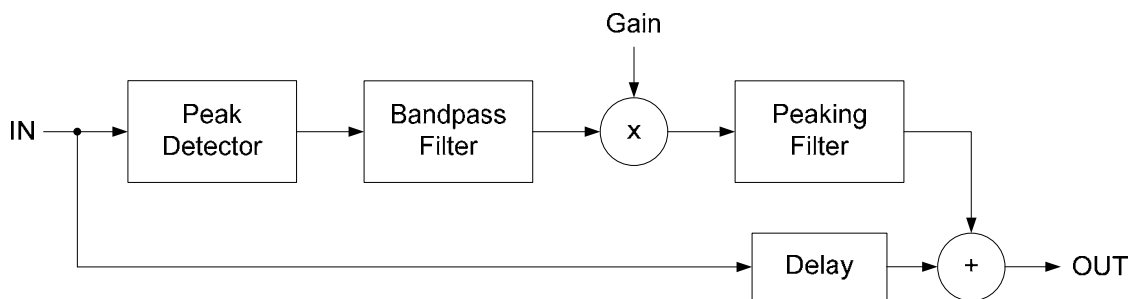 Gain
IN
Peak
Detector
Bandpass
Filter
x
Peaking
Filter
Delay
+
OUT